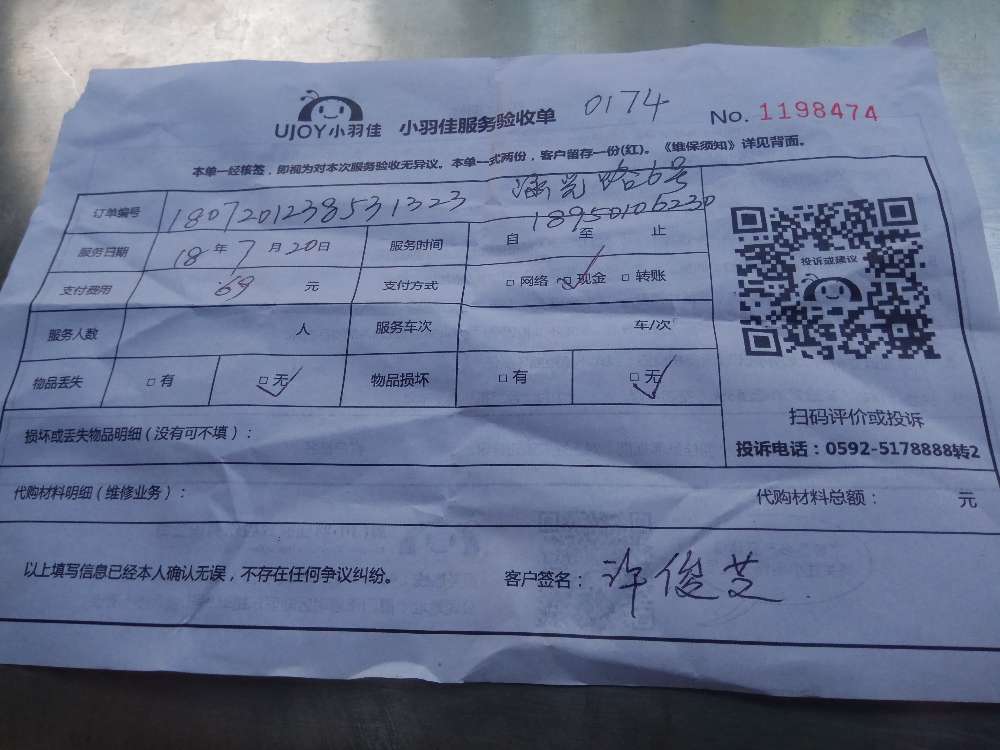 UJOY小羽佳 小羽佳服务验收单 0174 No. 1198474
本单一经核签，即视为对本次服务验收无异议。本单一式两份，客户留存一份(红)。《维保须知》详见背面。
路6号
订单编号 1807201238531323 18950106230
服务日期 18年7月20日 服务时间 自 至 止
支付费用 69 元 支付方式 □网络 ☑现金 □转账
投诉或建议
服务人数 人 服务车次 车/次
物品丢失 □有 ☑无 物品损坏 □有 ☑无
扫码评价或投诉
损坏或丢失物品明细（没有可不填）：
投诉电话：0592-5178888转2
代购材料明细（维修业务）： 代购材料总额： 元
以上填写信息已经本人确认无误，不存在任何争议纠纷。 客户签名：许俊芝